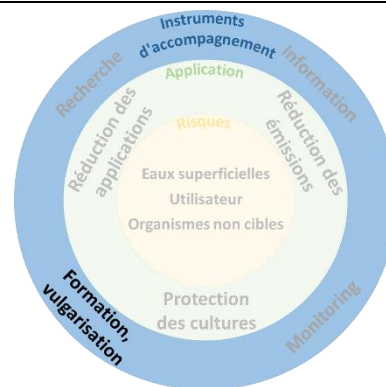 Instruments
d'accompagnement
Recherche
Information
Application
Réduction des
applications
Réduction des
émissions
Risques
Eaux superficielles
Utilisateur
Organismes non cibles
Protection
des cultures
Formation,
vulgarisation
Monitoring